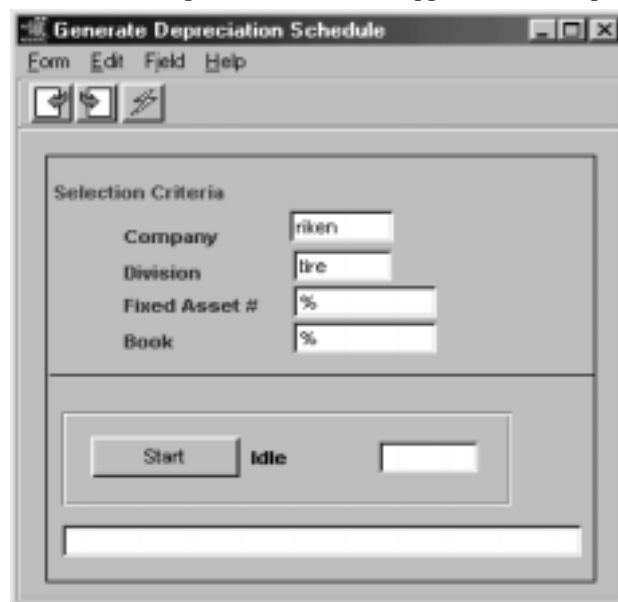 Generate Depreciation Schedule
Form Edit Field Help
Selection Criteria
Company riken
Division tire
Fixed Asset # %
Book %
Start Idle